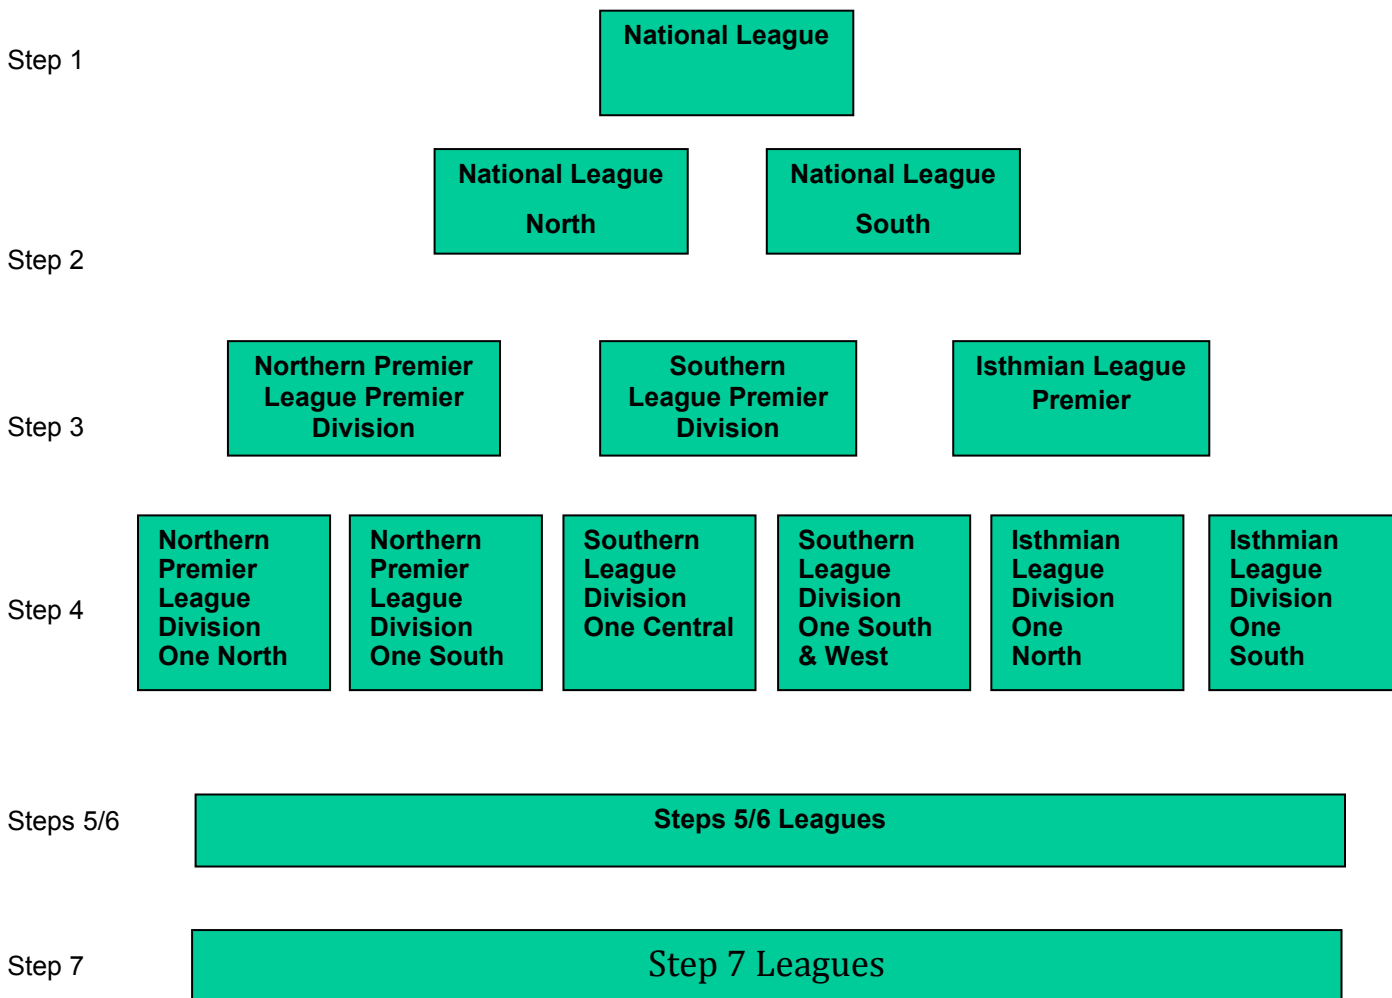 Step 1
National League
National League
North
National League
South
Step 2
Northern Premier
League Premier
Division
Southern
League Premier
Division
Isthmian League
Premier
Step 3
Northern
Premier
League
Division
One North
Northern
Premier
League
Division
One South
Southern
League
Division
One Central
Southern
League
Division
One South
& West
Isthmian
League
Division
One
North
Isthmian
League
Division
One
South
Step 4
Steps 5/6
Steps 5/6 Leagues
Step 7
Step 7 Leagues